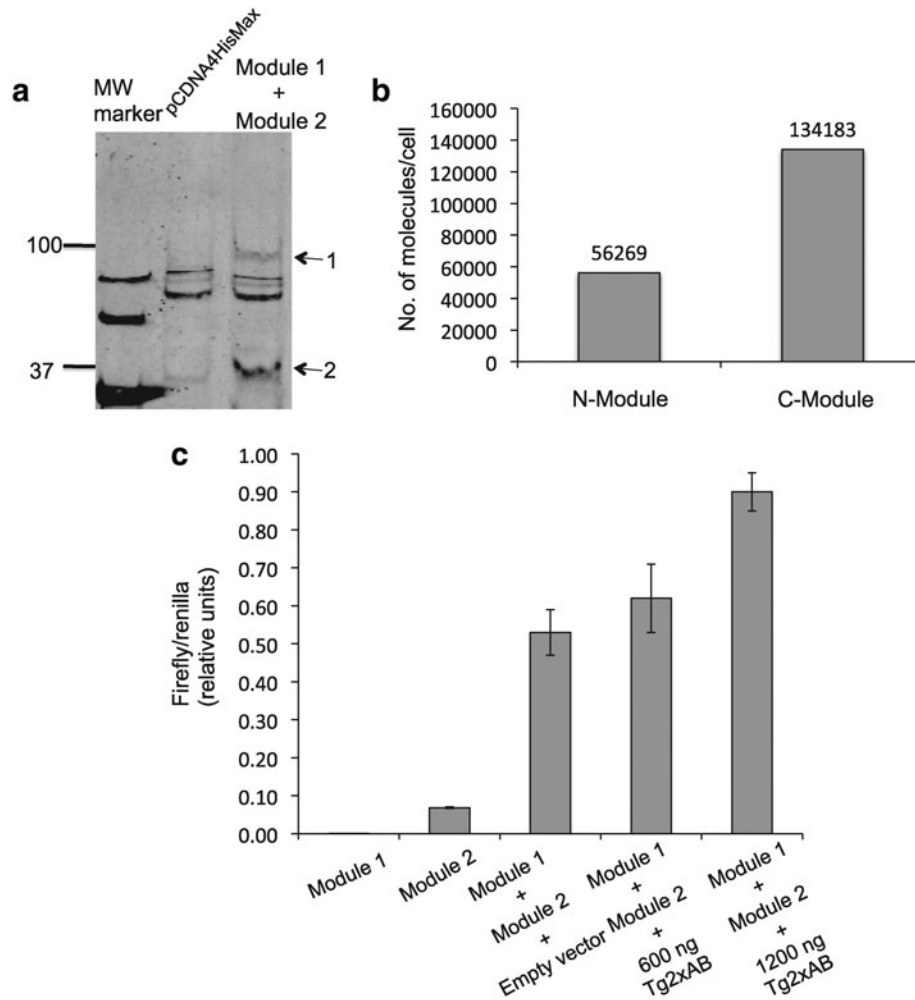 a
MW
marker
pCDNA4HisMax
Module 1
+
Module 2
100
37
1
2
b
No. of molecules/cell
160000
140000
120000
100000
80000
60000
40000
20000
0
56269
134183
N-Module
C-Module
c
Firefly/renilla
(relative units)
1.00
0.90
0.80
0.70
0.60
0.50
0.40
0.30
0.20
0.10
0.00
Module 1
Module 2
Module 1
+
Module 2
+
Empty vector
Module 1
+
Module 2
+
600 ng
Tg2xAB
Module 1
+
Module 2
+
1200 ng
Tg2xAB